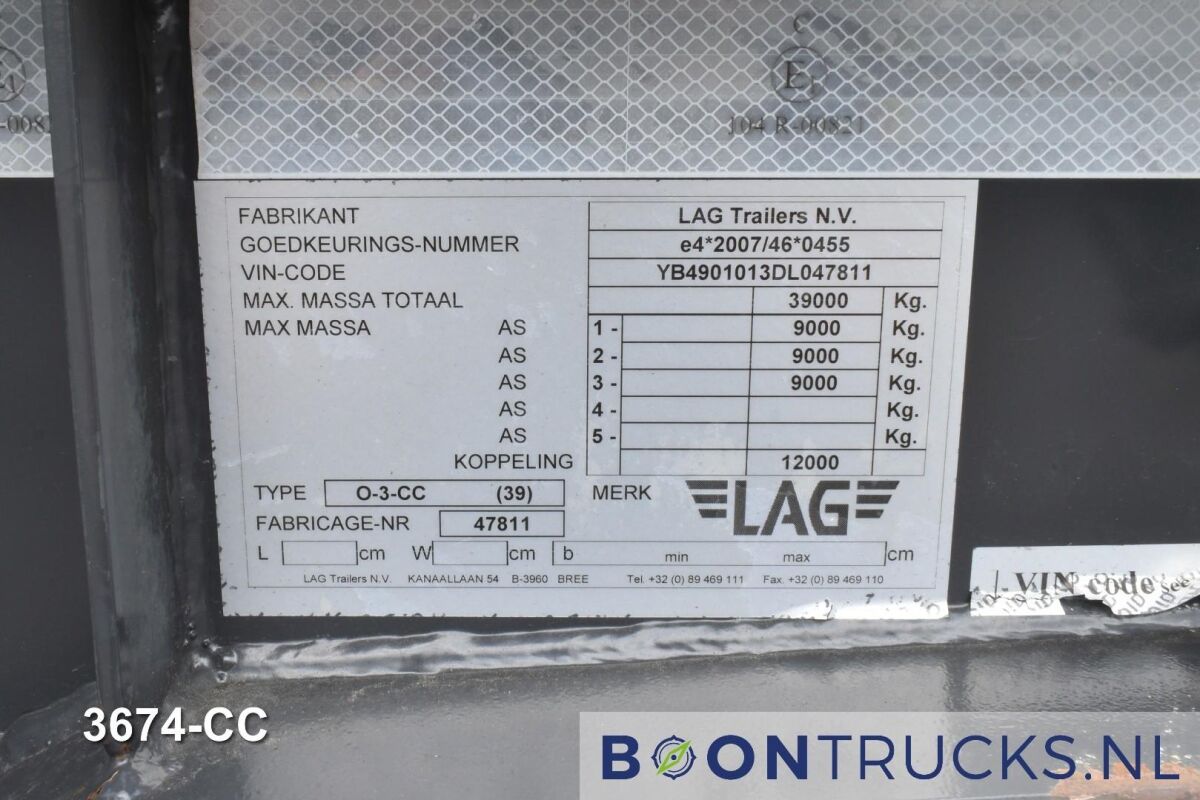 E1
104 R-00821
FABRIKANT LAG Trailers N.V.
GOEDKEURINGS-NUMMER e4*2007/46*0455
VIN-CODE YB4901013DL047811
MAX. MASSA TOTAAL 39000 Kg.
MAX MASSA AS 1 - 9000 Kg.
AS 2 - 9000 Kg.
AS 3 - 9000 Kg.
AS 4 - Kg.
AS 5 - Kg.
KOPPELING 12000
TYPE O-3-CC (39) MERK LAG
FABRICAGE-NR 47811
L cm W cm b min max cm
LAG Trailers N.V. KANAALLAAN 54 B-3960 BREE Tel. +32 (0) 89 469 111 Fax. +32 (0) 89 469 110
VIN code
3674-CC
BOONTRUCKS.NL